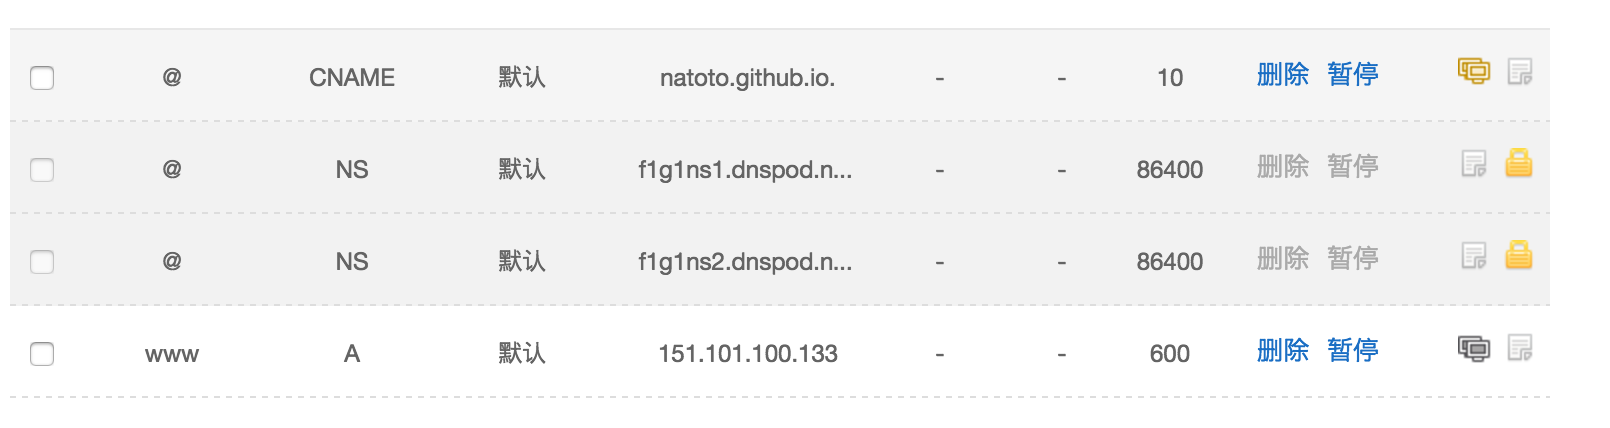 @ CNAME 默认 natoto.github.io. - - 10 删除 暂停
@ NS 默认 f1g1ns1.dnspod.n... - - 86400 删除 暂停
@ NS 默认 f1g1ns2.dnspod.n... - - 86400 删除 暂停
www A 默认 151.101.100.133 - - 600 删除 暂停